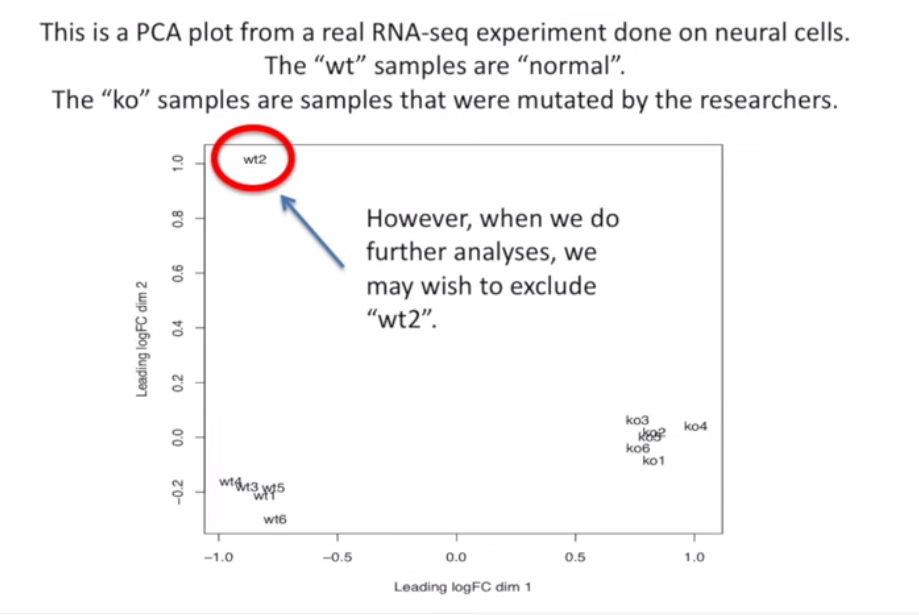 This is a PCA plot from a real RNA-seq experiment done on neural cells.
The “wt” samples are “normal”.
The “ko” samples are samples that were mutated by the researchers.
wt2
However, when we do
further analyses, we
may wish to exclude
“wt2”.
Leading logFC dim 2
1.0
0.8
0.6
0.4
0.2
0.0
−0.2
ko3
ko4
ko2
ko5
ko6
ko1
wt4
wt3
wt5
wt1
wt6
−1.0
−0.5
0.0
0.5
1.0
Leading logFC dim 1